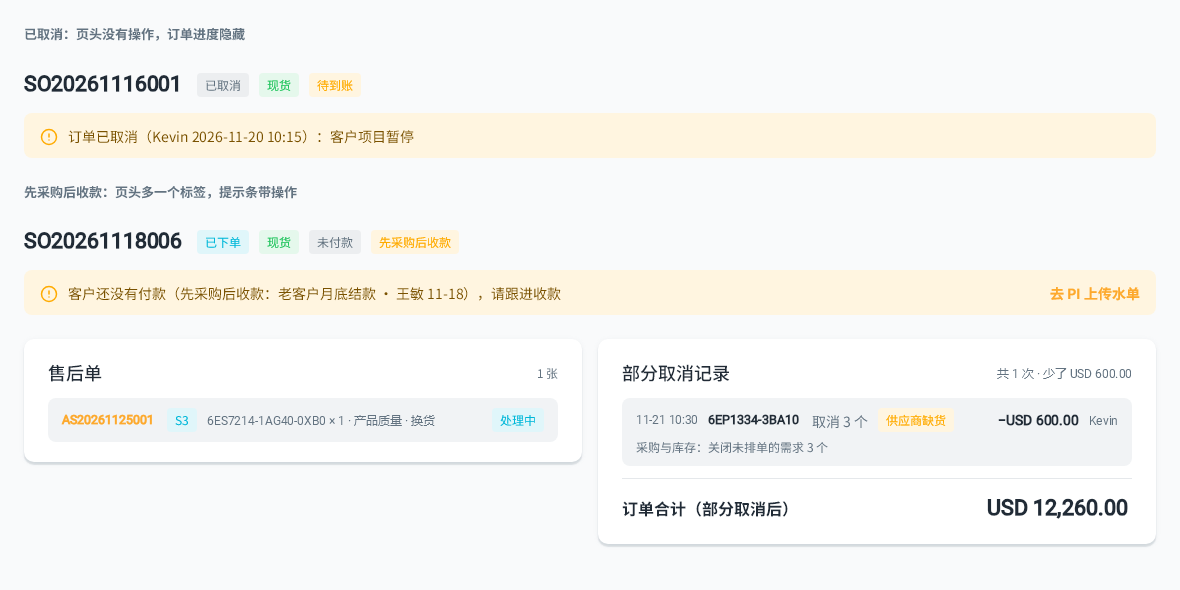 已取消：页头没有操作，订单进度隐藏
SO20261116001 已取消 现货 待到账
订单已取消（Kevin 2026-11-20 10:15）：客户项目暂停
先采购后收款：页头多一个标签，提示条带操作
SO20261118006 已下单 现货 未付款 先采购后收款
客户还没有付款（先采购后收款：老客户月底结款 · 王敏 11-18），请跟进收款 去 PI 上传水单
售后单 1 张
AS20261125001 S3 6ES7214-1AG40-0XB0 × 1 · 产品质量 · 换货 处理中
部分取消记录 共 1 次 · 少了 USD 600.00
11-21 10:30 6EP1334-3BA10 取消 3 个 供应商缺货 −USD 600.00 Kevin
采购与库存：关闭未排单的需求 3 个
订单合计（部分取消后） USD 12,260.00